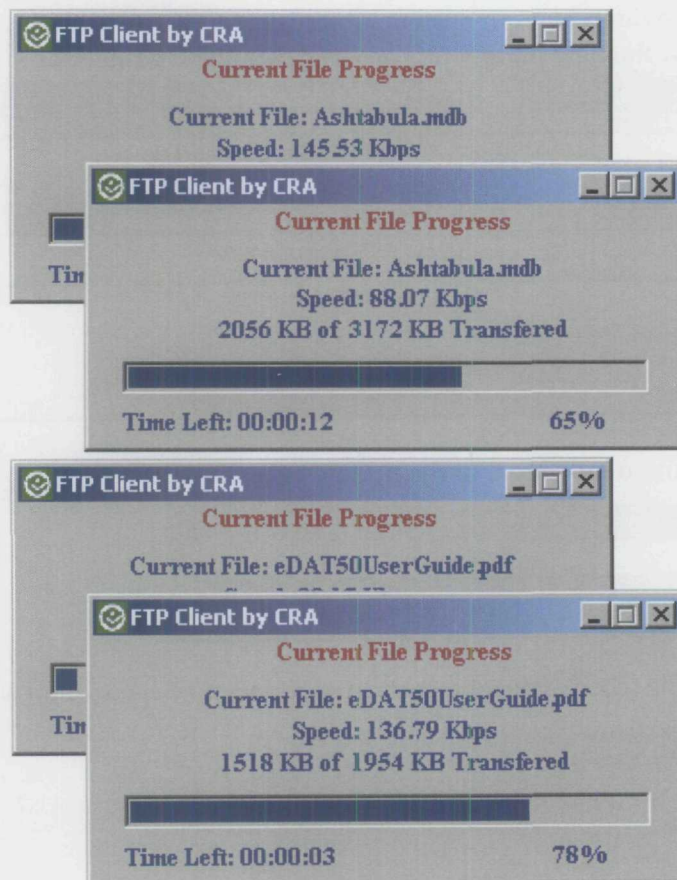 FTP Client by CRA
Current File Progress
Current File: Ashtabula.mdb
Speed: 145.53 Kbps
FTP Client by CRA
Current File Progress
Current File: Ashtabula.mdb
Speed: 88.07 Kbps
2056 KB of 3172 KB Transfered
Time Left: 00:00:12 65%
FTP Client by CRA
Current File Progress
Current File: eDAT50UserGuide.pdf
FTP Client by CRA
Current File Progress
Current File: eDAT50UserGuide.pdf
Speed: 136.79 Kbps
1518 KB of 1954 KB Transfered
Time Left: 00:00:03 78%